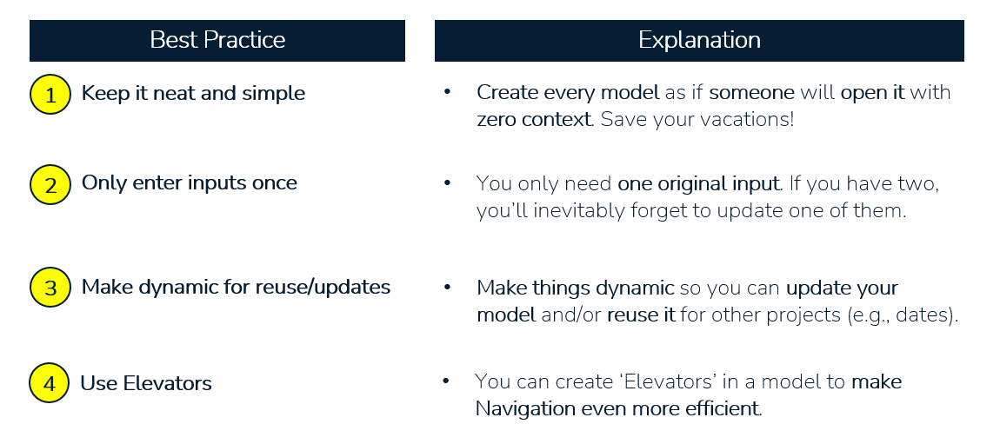 Best Practice
Explanation
1 Keep it neat and simple
• Create every model as if someone will open it with
zero context. Save your vacations!
2 Only enter inputs once
• You only need one original input. If you have two,
you’ll inevitably forget to update one of them.
3 Make dynamic for reuse/updates
• Make things dynamic so you can update your
model and/or reuse it for other projects (e.g., dates).
4 Use Elevators
• You can create ‘Elevators’ in a model to make
Navigation even more efficient.